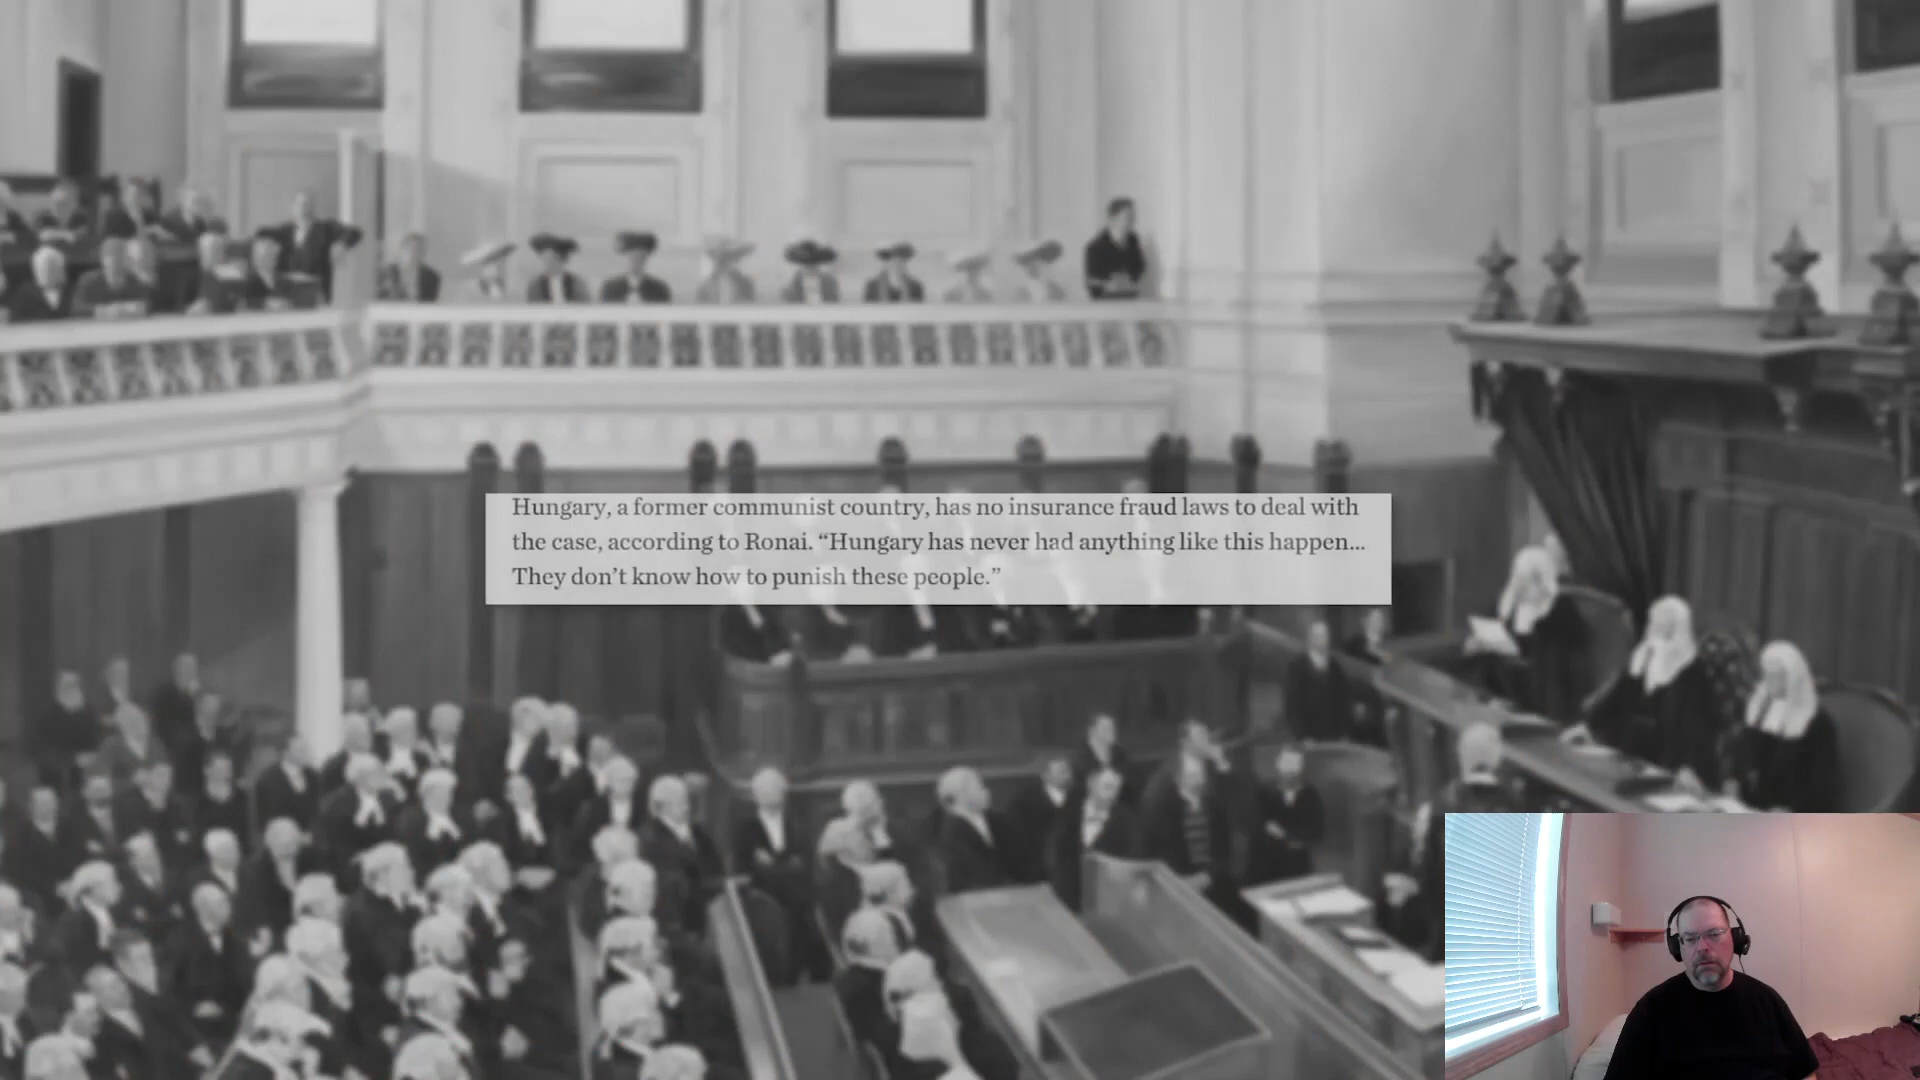 Hungary, a former communist country, has no insurance fraud laws to deal with
the case, according to Ronai. “Hungary has never had anything like this happen...
They don’t know how to punish these people.”